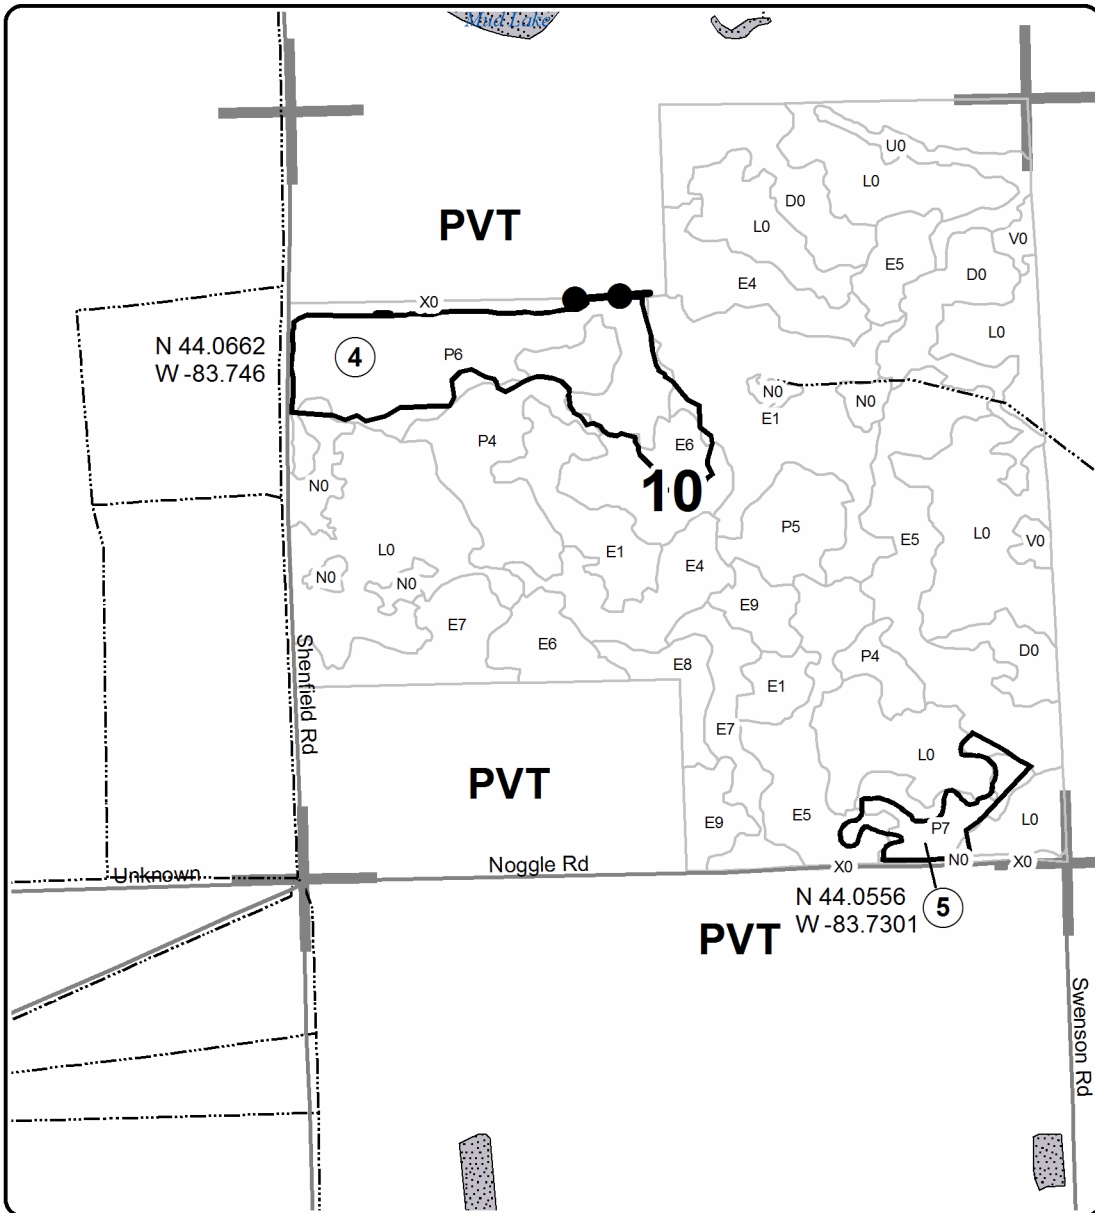 Mud Lake
U0
L0
D0
L0
PVT
V0
E5
D0
E4
X0
L0
N 44.0662
W -83.746
4
P6
N0
N0
E1
P4
E6
N0
10
P5
L0
E5
V0
L0
E1
E4
N0
N0
E9
E7
E6
D0
E8
P4
Shenfield Rd
E1
E7
L0
PVT
E9
E5
P7
L0
Noggle Rd
X0
N0
X0
Unknown
N 44.0556
W -83.7301
5
PVT
Swenson Rd